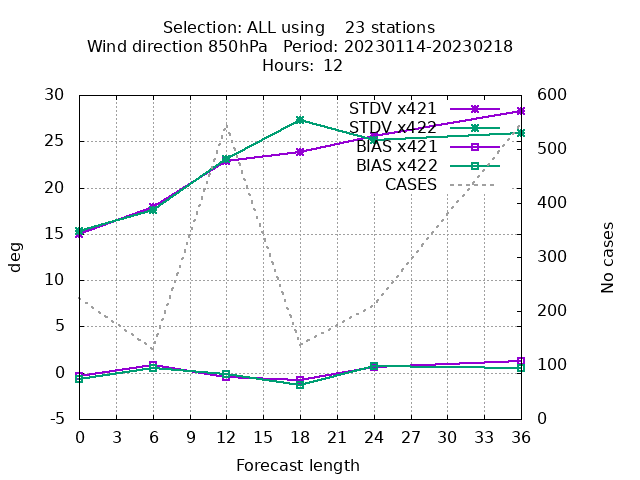 Selection: ALL using    23 stations
Wind direction 850hPa   Period: 20230114-20230218
Hours:  12
30
25
20
15
10
5
0
-5
deg
600
500
400
300
200
100
0
No cases
STDV x421
STDV x422
BIAS x421
BIAS x422
CASES
0 3 6 9 12 15 18 21 24 27 30 33 36
Forecast length